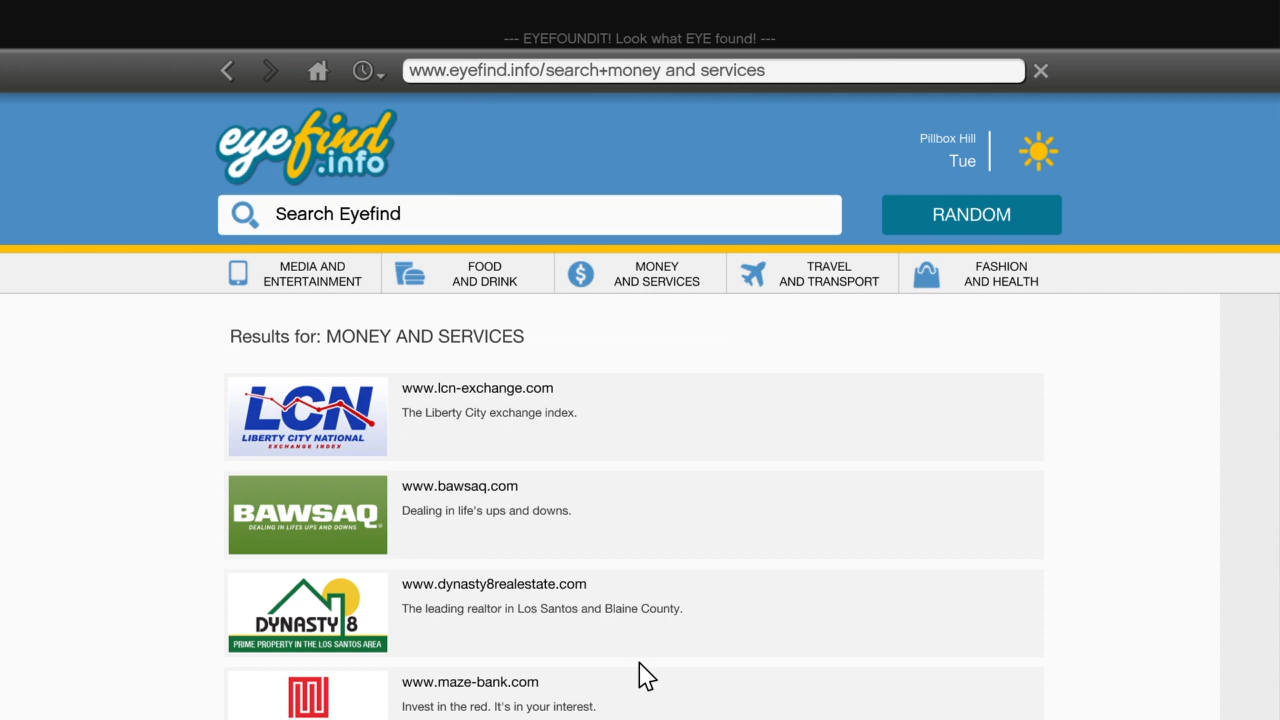 --- EYEFOUNDIT! Look what EYE found! ---
www.eyefind.info/search+money and services
eyefind
.info
Pillbox Hill
Tue
Search Eyefind
RANDOM
MEDIA AND
ENTERTAINMENT
FOOD
AND DRINK
MONEY
AND SERVICES
TRAVEL
AND TRANSPORT
FASHION
AND HEALTH
Results for: MONEY AND SERVICES
LCN
LIBERTY CITY NATIONAL
EXCHANGE INDEX
www.lcn-exchange.com
The Liberty City exchange index.
BAWSAQ®
DEALING IN LIFES UPS AND DOWNS
www.bawsaq.com
Dealing in life's ups and downs.
DYNASTY 8
PRIME PROPERTY IN THE LOS SANTOS AREA
www.dynasty8realestate.com
The leading realtor in Los Santos and Blaine County.
www.maze-bank.com
Invest in the red. It's in your interest.